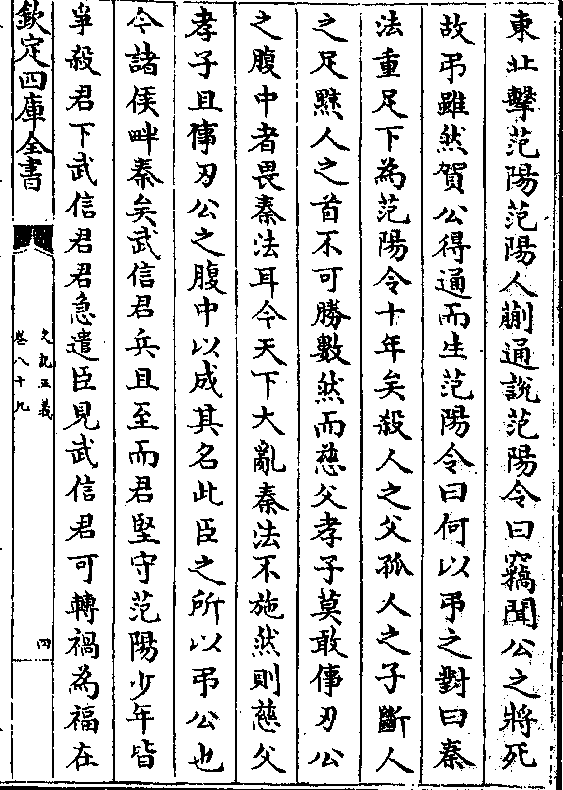 東北擊范陽范陽人蒯通說范陽令曰竊聞公之將死
故弔雖然賀公得通而生范陽令曰何以弔之對曰秦
法重足下為范陽令十年矣殺人之父孤人之子斷人
之足黥人之首不可勝數然而慈父孝子莫敢倳刃公
之腹中者畏秦法耳今天下大亂秦法不施然則慈父
孝子且倳刃公之腹中以成其名此臣之所以弔公也
今諸侯畔秦矣武信君兵且至而君堅守范陽少年皆
爭殺君下武信君君急遣臣見武信君可轉禍為福在
欽定四庫全書
史記正義
卷八十九
四